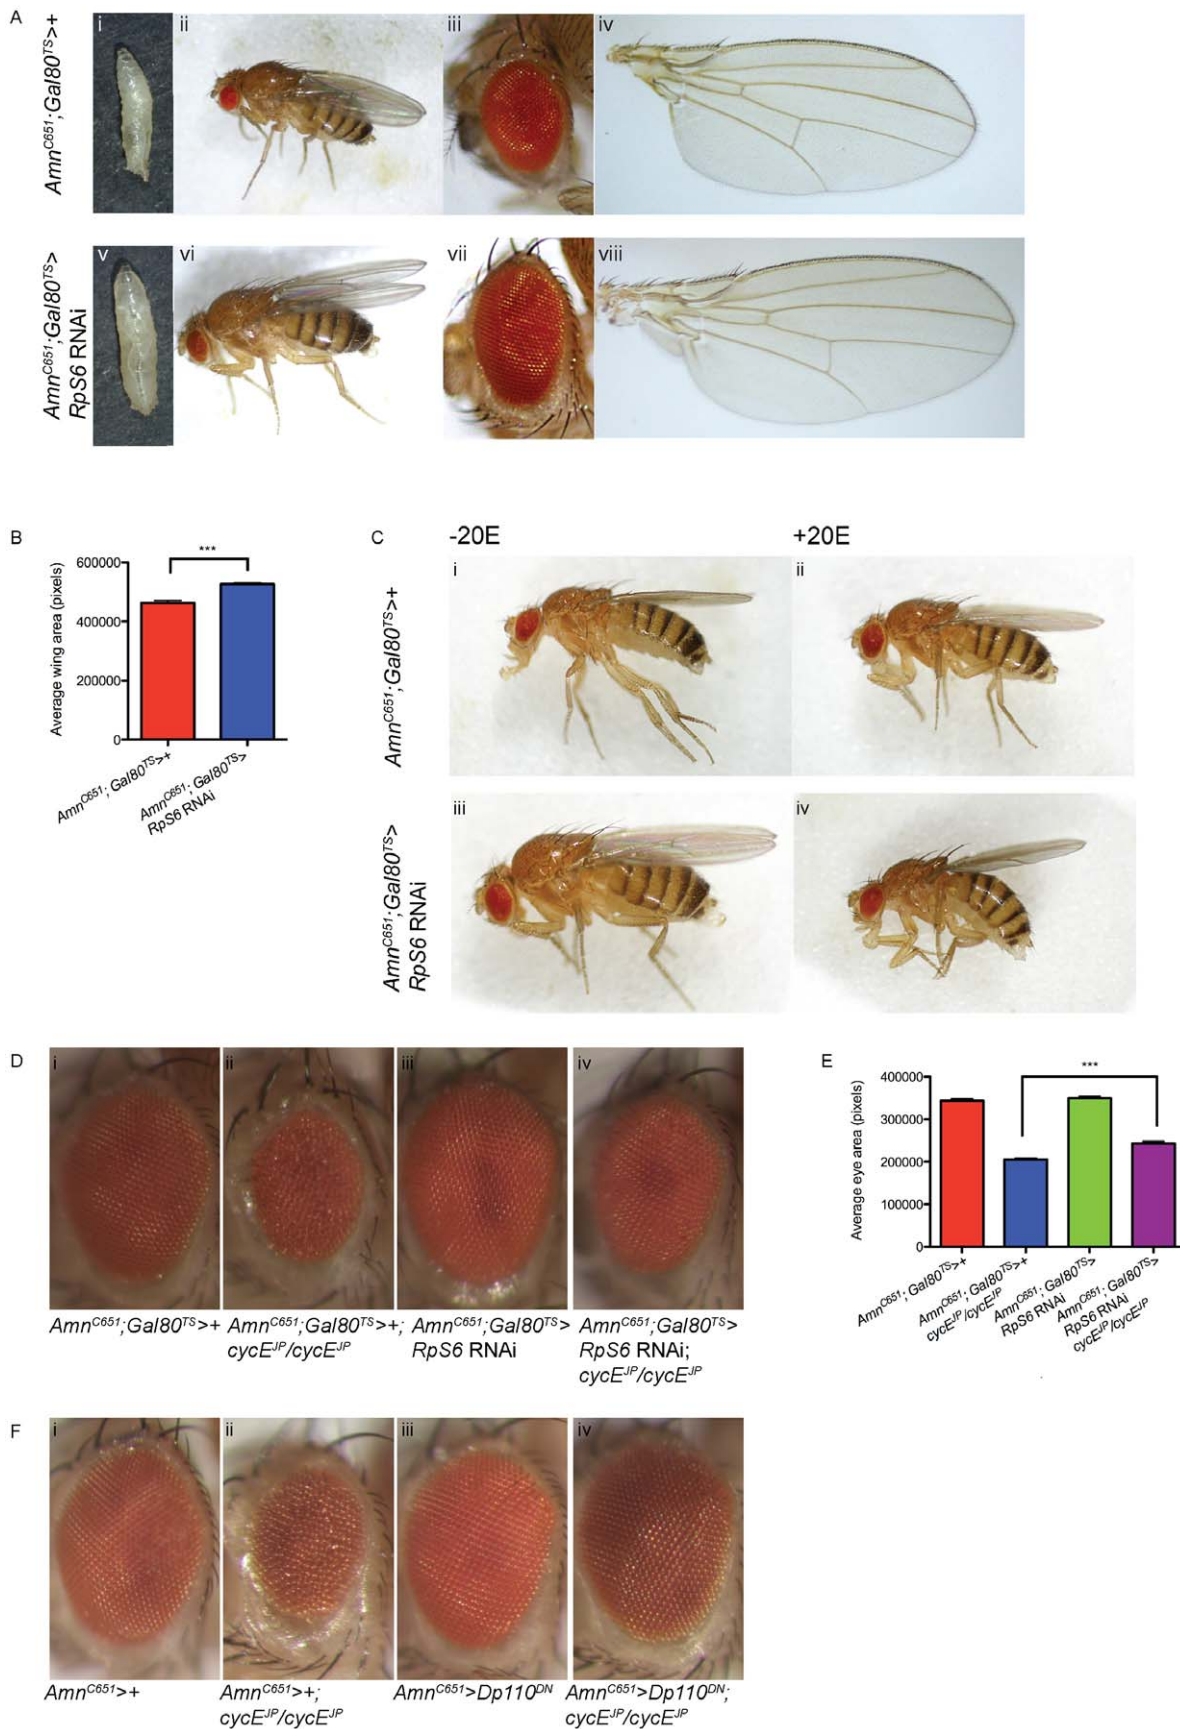 A
Amn^C651;Gal80^TS>+
i
ii
iii
iv
Amn^C651;Gal80^TS>
RpS6 RNAi
v
vi
vii
viii
B
Average wing area (pixels)
600000
400000
200000
0
***
Amn^C651; Gal80^TS>+
Amn^C651; Gal80^TS>
RpS6 RNAi
C
-20E
+20E
Amn^C651;Gal80^TS>+
i
ii
Amn^C651;Gal80^TS>
RpS6 RNAi
iii
iv
D
i
ii
iii
iv
Amn^C651;Gal80^TS>+
Amn^C651;Gal80^TS>+;
cycE^JP/cycE^JP
Amn^C651;Gal80^TS>
RpS6 RNAi
Amn^C651;Gal80^TS>
RpS6 RNAi;
cycE^JP/cycE^JP
E
Average eye area (pixels)
400000
300000
200000
100000
0
***
Amn^C651; Gal80^TS>+
Amn^C651; Gal80^TS>+
cycE^JP/cycE^JP
Amn^C651; Gal80^TS>
RpS6 RNAi
Amn^C651; Gal80^TS>
RpS6 RNAi
cycE^JP/cycE^JP
F
i
ii
iii
iv
Amn^C651>+
Amn^C651>+;
cycE^JP/cycE^JP
Amn^C651>Dp110^DN
Amn^C651>Dp110^DN;
cycE^JP/cycE^JP